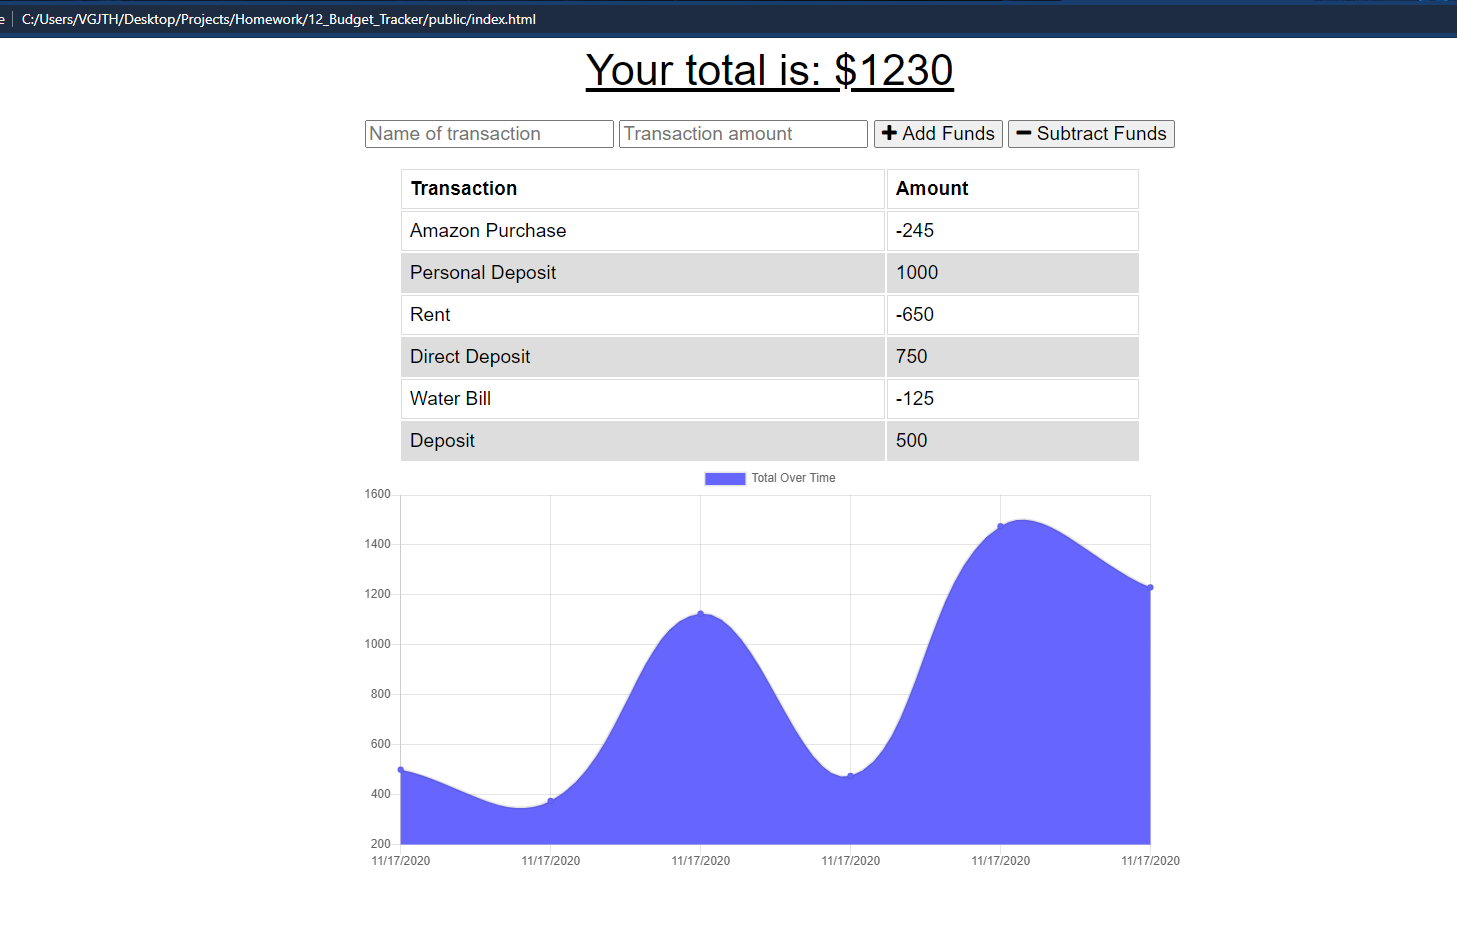 e C:/Users/VGJTH/Desktop/Projects/Homework/12_Budget_Tracker/public/index.html
Your total is: $1230
Name of transaction Transaction amount Add Funds Subtract Funds
Transaction Amount
Amazon Purchase -245
Personal Deposit 1000
Rent -650
Direct Deposit 750
Water Bill -125
Deposit 500
Total Over Time
1600
1400
1200
1000
800
600
400
200
11/17/2020 11/17/2020 11/17/2020 11/17/2020 11/17/2020 11/17/2020